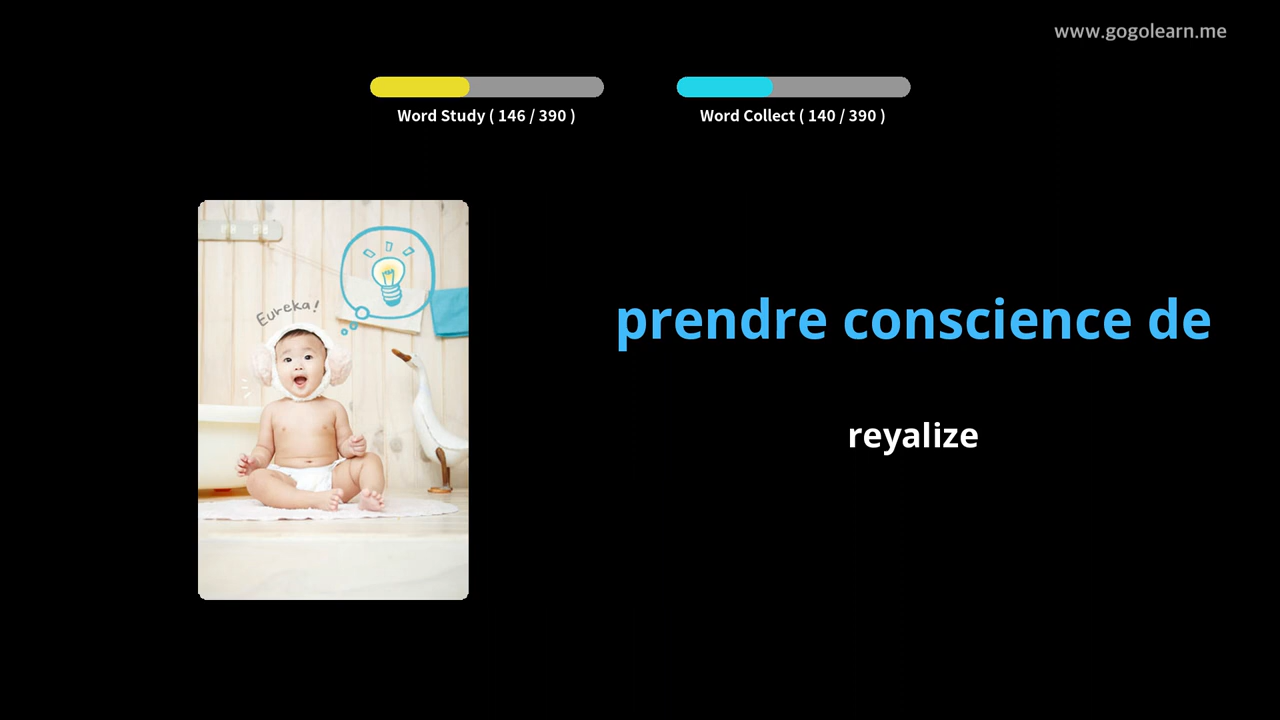 www.gogolearn.me
Word Study ( 146 / 390 )
Word Collect ( 140 / 390 )
Eureka!
prendre conscience de
reyalize